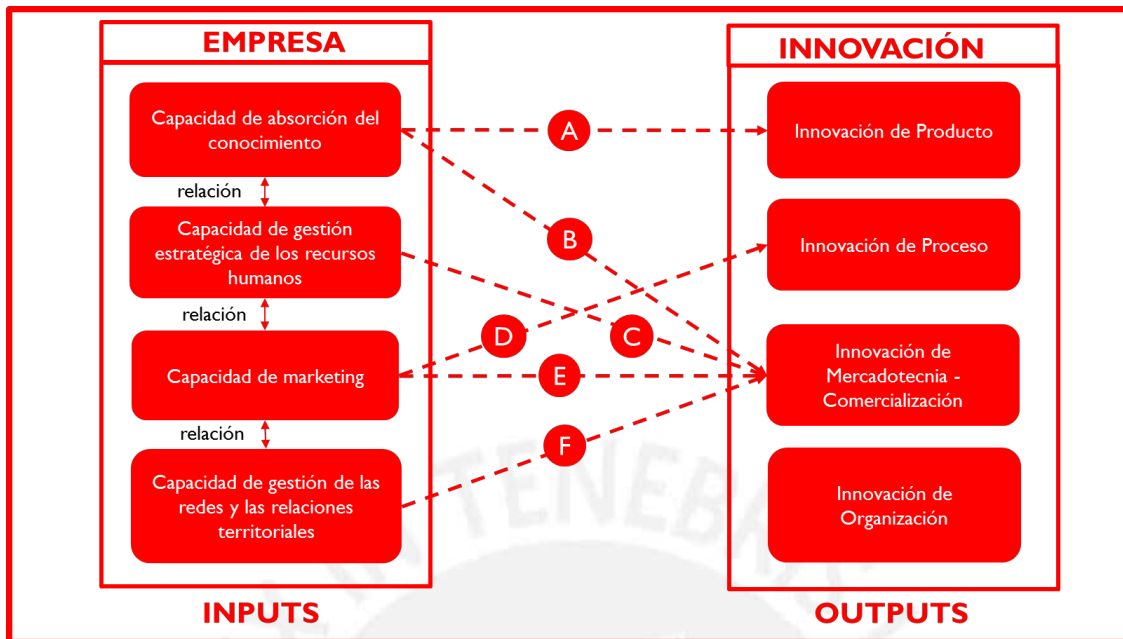 EMPRESA
Capacidad de absorción del
conocimiento
relación
Capacidad de gestión
estratégica de los recursos
humanos
relación
Capacidad de marketing
relación
Capacidad de gestión de las
redes y las relaciones
territoriales
INPUTS
A
B
C
D
E
F
INNOVACIÓN
Innovación de Producto
Innovación de Proceso
Innovación de
Mercadotecnia -
Comercialización
Innovación de
Organización
OUTPUTS
IN TENEBRIS